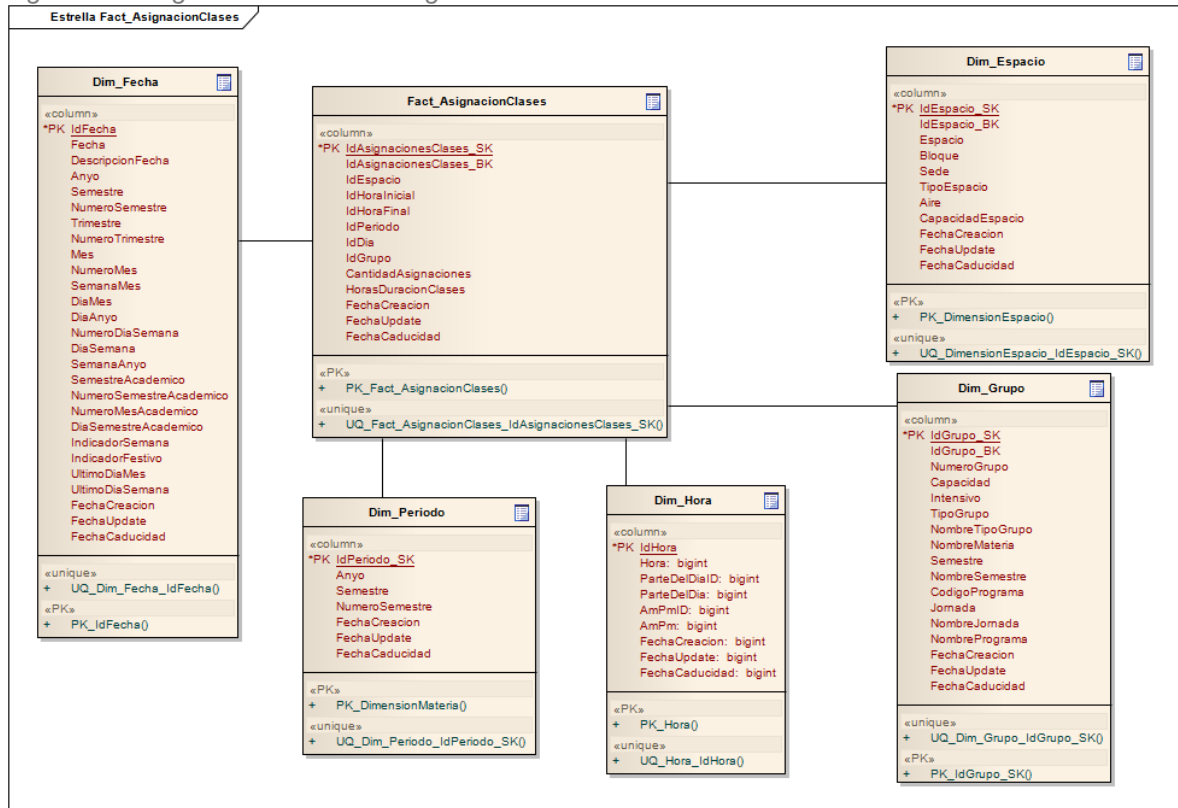 Estrella Fact_AsignacionClases
Dim_Fecha
«column»
*PK IdFecha
Fecha
DescripcionFecha
Anyo
Semestre
NumeroSemestre
Trimestre
NumeroTrimestre
Mes
NumeroMes
SemanaMes
DiaMes
DiaAnyo
NumeroDiaSemana
DiaSemana
SemanaAnyo
SemestreAcademico
NumeroSemestreAcademico
NumeroMesAcademico
DiaSemestreAcademico
IndicadorSemana
IndicadorFestivo
UltimoDiaMes
UltimoDiaSemana
FechaCreacion
FechaUpdate
FechaCaducidad
«unique»
+ UQ_Dim_Fecha_IdFecha()
«PK»
+ PK_IdFecha()
Fact_AsignacionClases
«column»
*PK IdAsignacionesClases_SK
IdAsignacionesClases_BK
IdEspacio
IdHoraInicial
IdHoraFinal
IdPeriodo
IdDia
IdGrupo
CantidadAsignaciones
HorasDuracionClases
FechaCreacion
FechaUpdate
FechaCaducidad
«PK»
+ PK_Fact_AsignacionClases()
«unique»
+ UQ_Fact_AsignacionClases_IdAsignacionesClases_SK()
Dim_Espacio
«column»
*PK IdEspacio_SK
IdEspacio_BK
Espacio
Bloque
Sede
TipoEspacio
Aire
CapacidadEspacio
FechaCreacion
FechaUpdate
FechaCaducidad
«PK»
+ PK_DimensionEspacio()
«unique»
+ UQ_DimensionEspacio_IdEspacio_SK()
Dim_Periodo
«column»
*PK IdPeriodo_SK
Anyo
Semestre
NumeroSemestre
FechaCreacion
FechaUpdate
FechaCaducidad
«PK»
+ PK_DimensionMateria()
«unique»
+ UQ_Dim_Periodo_IdPeriodo_SK()
Dim_Hora
«column»
*PK IdHora
Hora: bigint
ParteDelDiaID: bigint
ParteDelDia: bigint
AmPmID: bigint
AmPm: bigint
FechaCreacion: bigint
FechaUpdate: bigint
FechaCaducidad: bigint
«PK»
+ PK_Hora()
«unique»
+ UQ_Hora_IdHora()
Dim_Grupo
«column»
*PK IdGrupo_SK
IdGrupo_BK
NumeroGrupo
Capacidad
Intensivo
TipoGrupo
NombreTipoGrupo
NombreMateria
Semestre
NombreSemestre
CodigoPrograma
Jornada
NombreJornada
NombrePrograma
FechaCreacion
FechaUpdate
FechaCaducidad
«unique»
+ UQ_Dim_Grupo_IdGrupo_SK()
«PK»
+ PK_IdGrupo_SK()